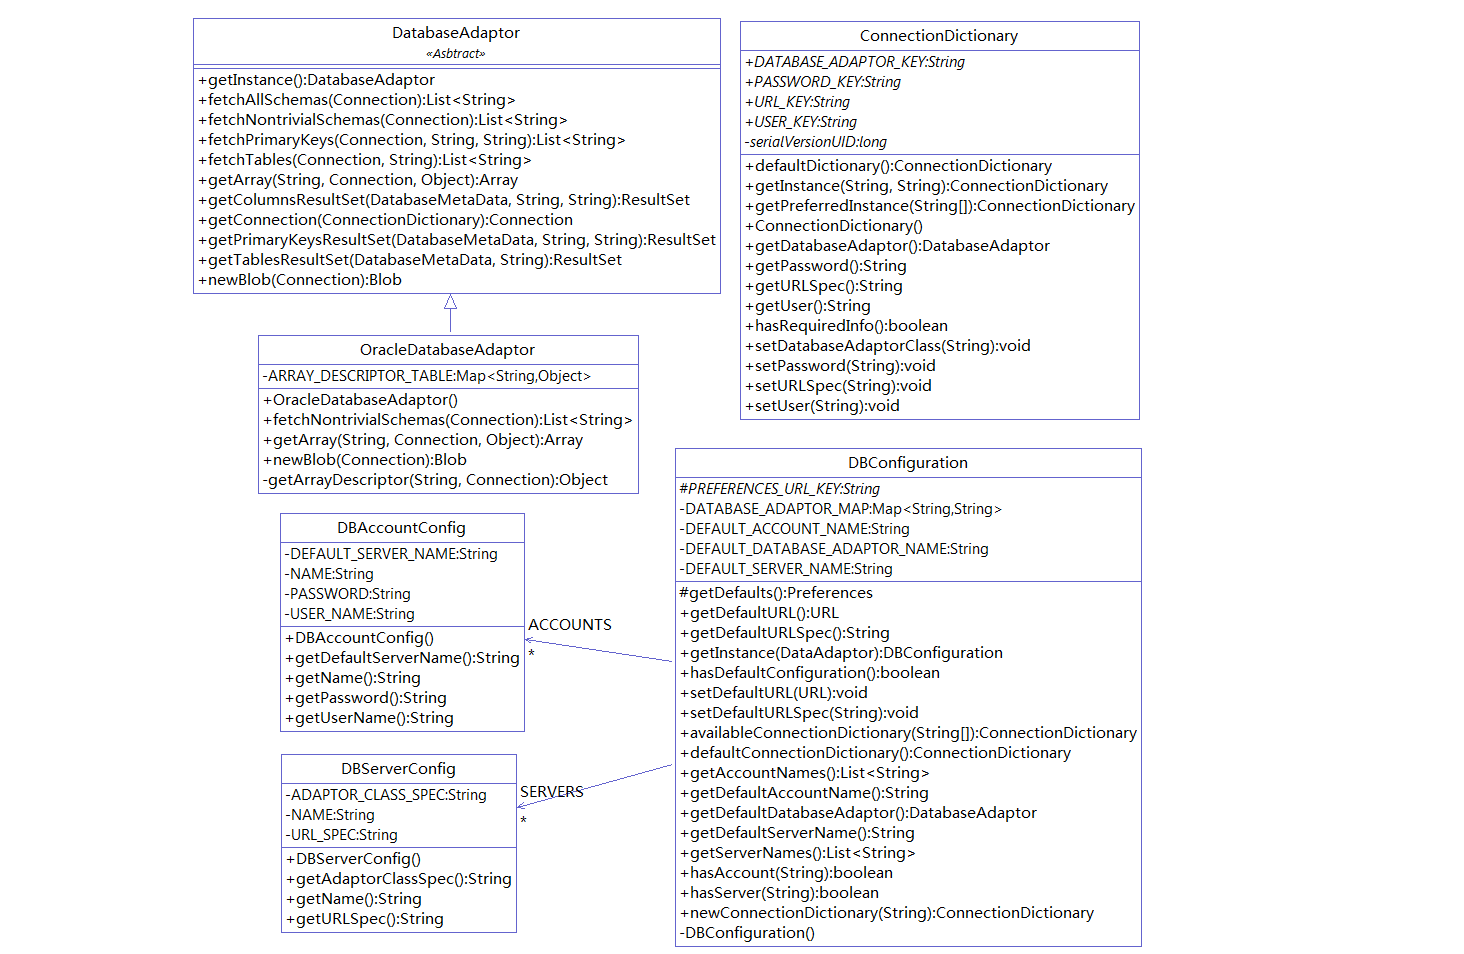 DatabaseAdaptor
«Asbtract»
+getInstance():DatabaseAdaptor
+fetchAllSchemas(Connection):List<String>
+fetchNontrivialSchemas(Connection):List<String>
+fetchPrimaryKeys(Connection, String, String):List<String>
+fetchTables(Connection, String):List<String>
+getArray(String, Connection, Object):Array
+getColumnsResultSet(DatabaseMetaData, String, String):ResultSet
+getConnection(ConnectionDictionary):Connection
+getPrimaryKeysResultSet(DatabaseMetaData, String, String):ResultSet
+getTablesResultSet(DatabaseMetaData, String):ResultSet
+newBlob(Connection):Blob
ConnectionDictionary
+DATABASE_ADAPTOR_KEY:String
+PASSWORD_KEY:String
+URL_KEY:String
+USER_KEY:String
-serialVersionUID:long
+defaultDictionary():ConnectionDictionary
+getInstance(String, String):ConnectionDictionary
+getPreferredInstance(String[]):ConnectionDictionary
+ConnectionDictionary()
+getDatabaseAdaptor():DatabaseAdaptor
+getPassword():String
+getURLSpec():String
+getUser():String
+hasRequiredInfo():boolean
+setDatabaseAdaptorClass(String):void
+setPassword(String):void
+setURLSpec(String):void
+setUser(String):void
OracleDatabaseAdaptor
-ARRAY_DESCRIPTOR_TABLE:Map<String,Object>
+OracleDatabaseAdaptor()
+fetchNontrivialSchemas(Connection):List<String>
+getArray(String, Connection, Object):Array
+newBlob(Connection):Blob
-getArrayDescriptor(String, Connection):Object
DBAccountConfig
-DEFAULT_SERVER_NAME:String
-NAME:String
-PASSWORD:String
-USER_NAME:String
+DBAccountConfig()
+getDefaultServerName():String
+getName():String
+getPassword():String
+getUserName():String
ACCOUNTS
*
DBServerConfig
-ADAPTOR_CLASS_SPEC:String
-NAME:String
-URL_SPEC:String
+DBServerConfig()
+getAdaptorClassSpec():String
+getName():String
+getURLSpec():String
SERVERS
*
DBConfiguration
#PREFERENCES_URL_KEY:String
-DATABASE_ADAPTOR_MAP:Map<String,String>
-DEFAULT_ACCOUNT_NAME:String
-DEFAULT_DATABASE_ADAPTOR_NAME:String
-DEFAULT_SERVER_NAME:String
#getDefaults():Preferences
+getDefaultURL():URL
+getDefaultURLSpec():String
+getInstance(DataAdaptor):DBConfiguration
+hasDefaultConfiguration():boolean
+setDefaultURL(URL):void
+setDefaultURLSpec(String):void
+availableConnectionDictionary(String[]):ConnectionDictionary
+defaultConnectionDictionary():ConnectionDictionary
+getAccountNames():List<String>
+getDefaultAccountName():String
+getDefaultDatabaseAdaptor():DatabaseAdaptor
+getDefaultServerName():String
+getServerNames():List<String>
+hasAccount(String):boolean
+hasServer(String):boolean
+newConnectionDictionary(String):ConnectionDictionary
-DBConfiguration()